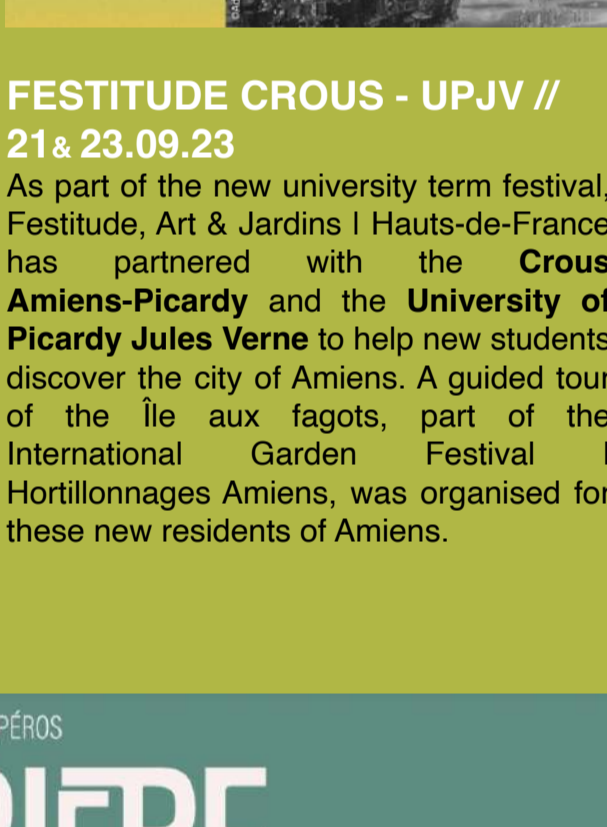 FESTITUDE CROUS - UPJV //
21& 23.09.23
As part of the new university term festival,
Festitude, Art & Jardins | Hauts-de-France
has partnered with the Crous
Amiens-Picardy and the University of
Picardy Jules Verne to help new students
discover the city of Amiens. A guided tour
of the Île aux fagots, part of the
International Garden Festival |
Hortillonnages Amiens, was organised for
these new residents of Amiens.
PÉROS